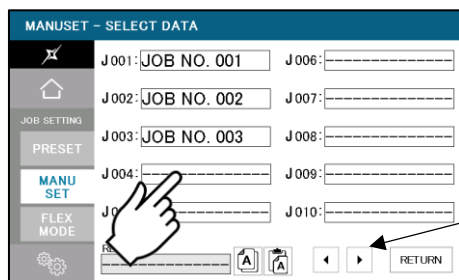 MANUSET – SELECT DATA
J001: JOB NO. 001
J002: JOB NO. 002
J003: JOB NO. 003
J004: ----------------
J006: ----------------
J007: ----------------
J008: ----------------
J009: ----------------
J010: ----------------
JOB SETTING
PRESET
MANU
SET
FLEX
MODE
----------------
A
A
RETURN